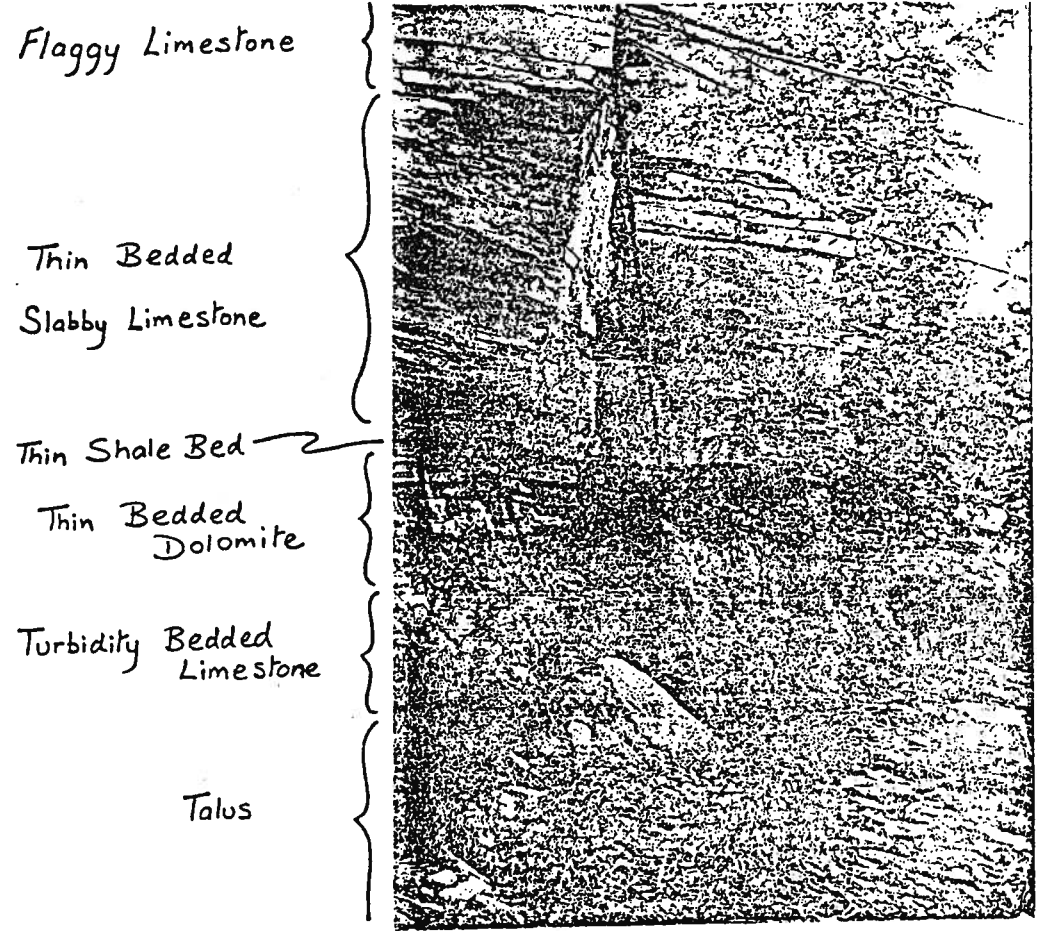 Flaggy Limestone
Thin Bedded
Slabby Limestone
Thin Shale Bed
Thin Bedded
Dolomite
Turbidity Bedded
Limestone
Talus